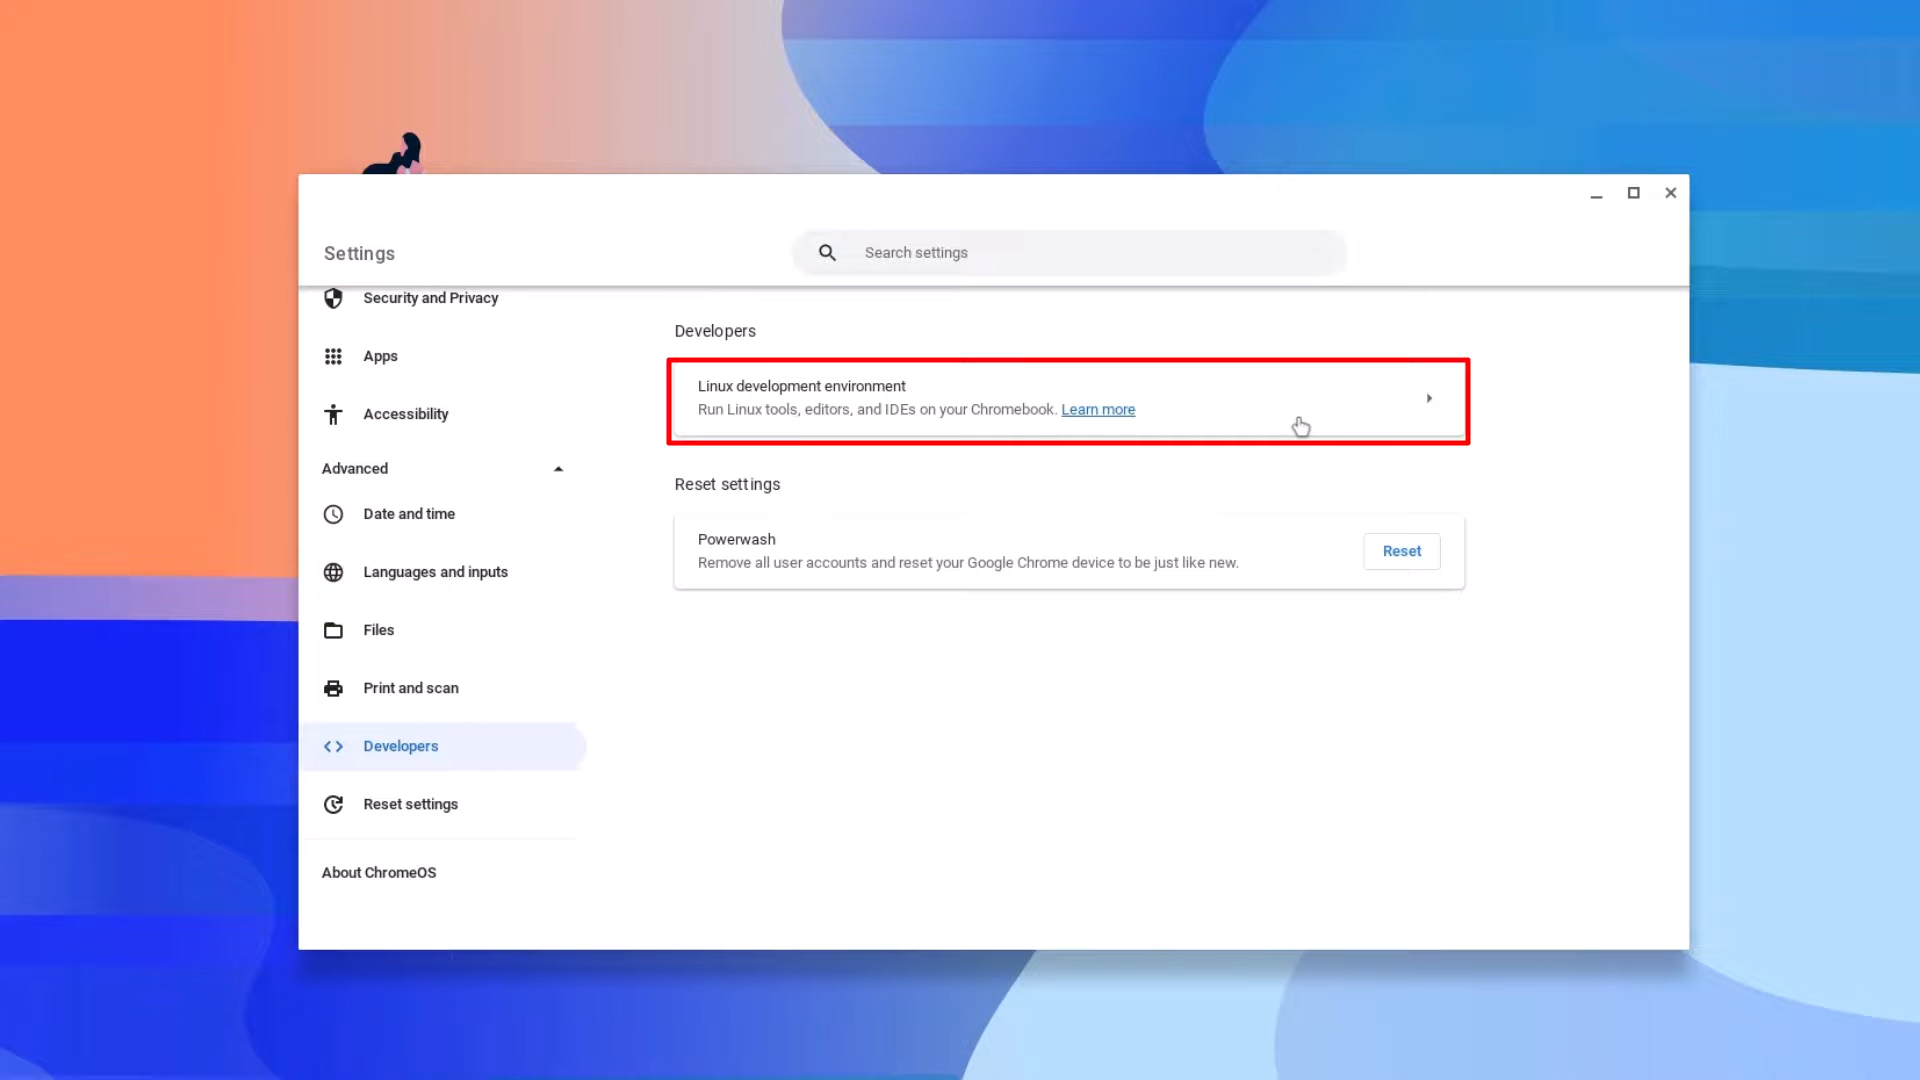 Settings
Search settings
Security and Privacy
Apps
Accessibility
Advanced
Date and time
Languages and inputs
Files
Print and scan
Developers
Reset settings
About ChromeOS
Developers
Linux development environment
Run Linux tools, editors, and IDEs on your Chromebook. Learn more
Reset settings
Powerwash
Remove all user accounts and reset your Google Chrome device to be just like new.
Reset